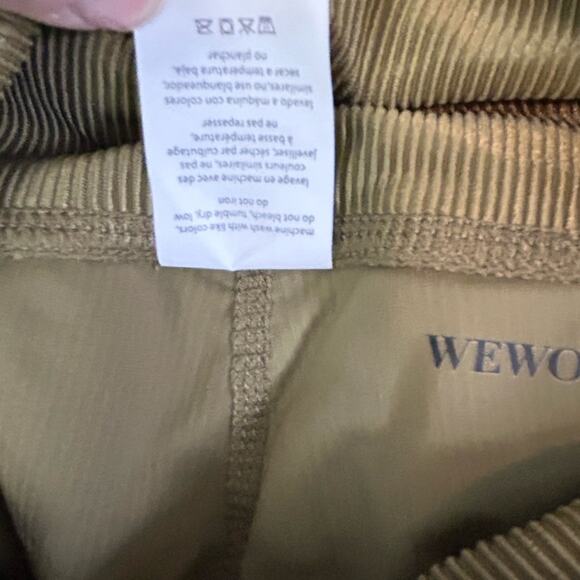 machine wash with like colors,
do not bleach, tumble dry, low
do not iron
lavage en machine avec des
couleurs similaires, ne pas
javelliser, sécher par culbutage
à basse température,
ne pas repasser
lavado a máquina con colores
similares, no use blanqueador,
secar a temperatura baja,
no planchar
WEWO